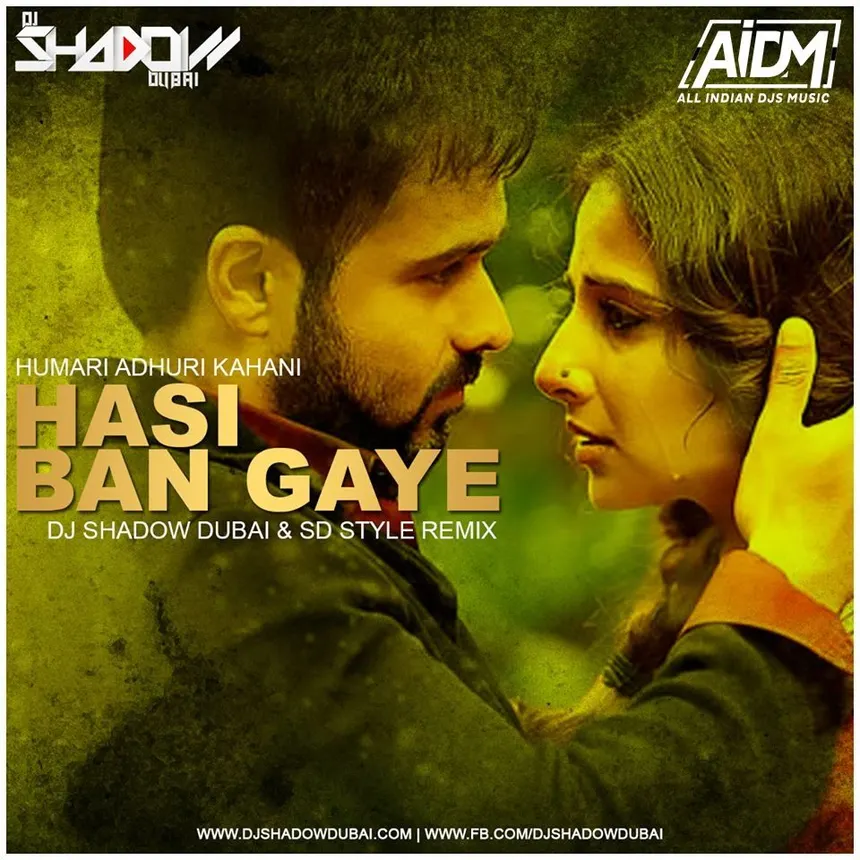 DJ
SHADOW
DUBAI
AIDM
ALL INDIAN DJS MUSIC
HUMARI ADHURI KAHANI
HASI
BAN GAYE
DJ SHADOW DUBAI & SD STYLE REMIX
WWW.DJSHADOWDUBAI.COM | WWW.FB.COM/DJSHADOWDUBAI